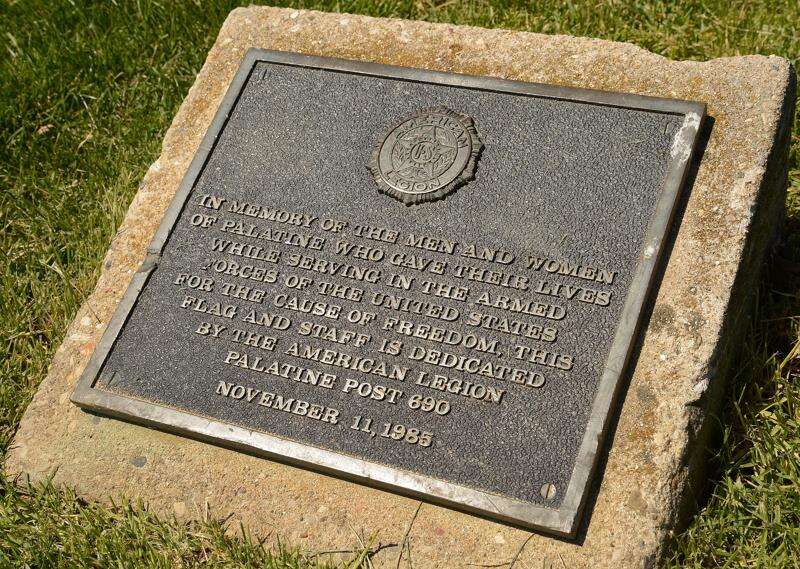 AMERICAN
LEGION
IN MEMORY OF THE MEN AND WOMEN
OF PALATINE WHO GAVE THEIR LIVES
WHILE SERVING IN THE ARMED
FORCES OF THE UNITED STATES
FOR THE CAUSE OF FREEDOM, THIS
FLAG AND STAFF IS DEDICATED
BY THE AMERICAN LEGION
PALATINE POST 690
NOVEMBER 11, 1985